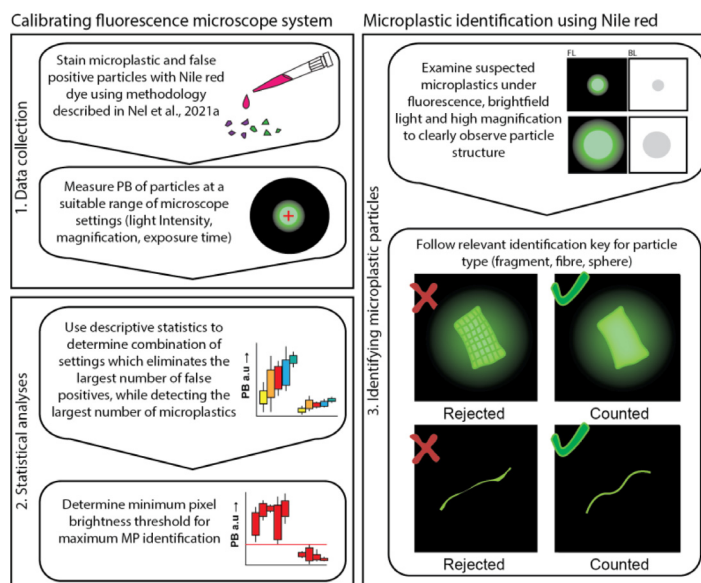 Calibrating fluorescence microscope system
1. Data collection
Stain microplastic and false
positive particles with Nile red
dye using methodology
described in Nel et al., 2021a
Measure PB of particles at a
suitable range of microscope
settings (light Intensity,
magnification, exposure time)
2. Statistical analyses
Use descriptive statistics to
determine combination of
settings which eliminates the
largest number of false
positives, while detecting the
largest number of microplastics
PB a.u →
Determine minimum pixel
brightness threshold for
maximum MP identification
PB a.u →
Microplastic identification using Nile red
3. Identifying microplastic particles
Examine suspected
microplastics under
fluorescence, brightfield
light and high magnification
to clearly observe particle
structure
FL BL
Follow relevant identification key for particle
type (fragment, fibre, sphere)
Rejected Counted
Rejected Counted